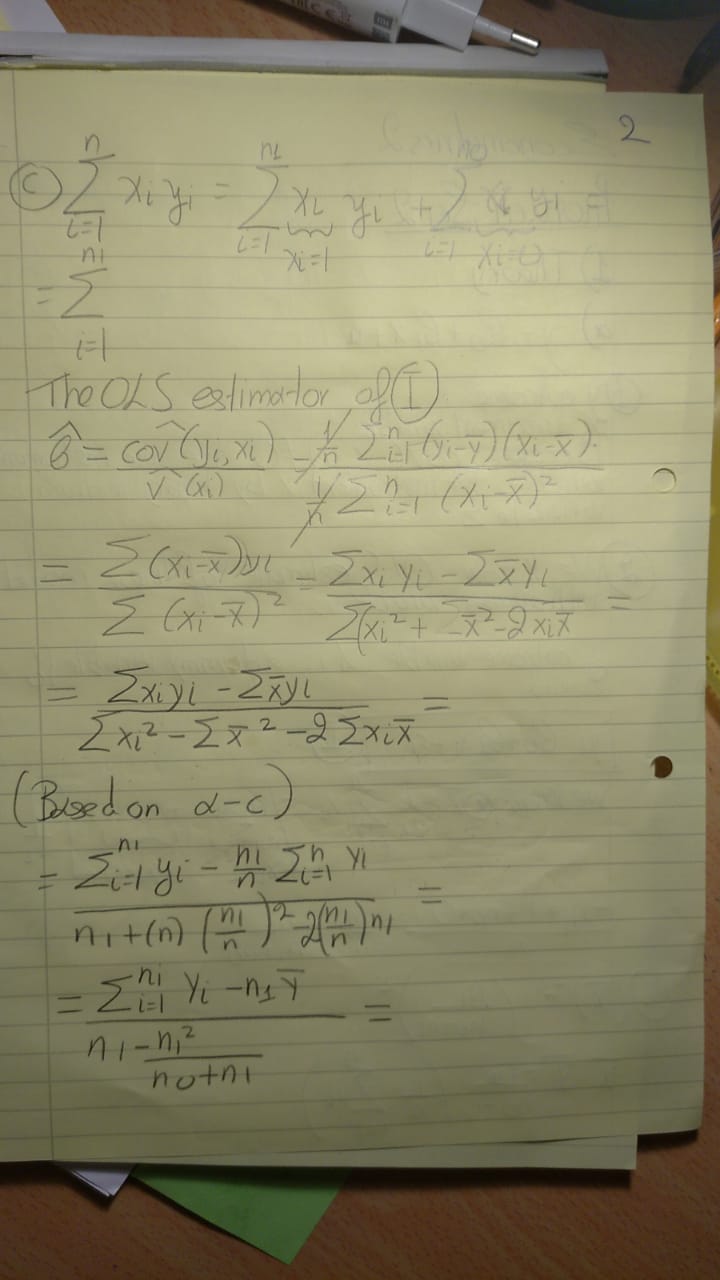 2
(c) \sum_{i=1}^{n} x_i y_i = \sum_{i=1}^{n_1} \underbrace{x_i}_{x_i=1} y_i + \sum_{i=1}^{n_0} \underbrace{x_i}_{x_i=0} y_i =
= \sum_{i=1}^{n_1}
The OLS estimator of (I)
\hat{β} = \frac{\hat{cov}(y_i, x_i)}{\hat{V}(x_i)} = \frac{\frac{1}{n} \sum_{i=1}^{n} (y_i - \bar{y})(x_i - \bar{x})}{\frac{1}{n} \sum_{i=1}^{n} (x_i - \bar{x})^2}.
= \frac{\sum (x_i - \bar{x}) y_i}{\sum (x_i - \bar{x})^2} = \frac{\sum x_i y_i - \sum \bar{x} y_i}{\sum (x_i^2 + \sum \bar{x}^2 - 2 x_i \bar{x}} =
= \frac{\sum x_i y_i - \sum \bar{x} y_i}{\sum x_i^2 - \sum \bar{x}^2 - 2 \sum x_i \bar{x}} =
(Based on a-c)
= \frac{\sum_{i=1}^{n_1} y_i - \frac{n_1}{n} \sum_{i=1}^{n} y_i}{n_1 + (n) (\frac{n_1}{n})^2 - 2 (\frac{n_1}{n}) n_1} =
= \frac{\sum_{i=1}^{n_1} y_i - n_1 \bar{y}}{n_1 - \frac{n_1^2}{n_0 + n_1}} =